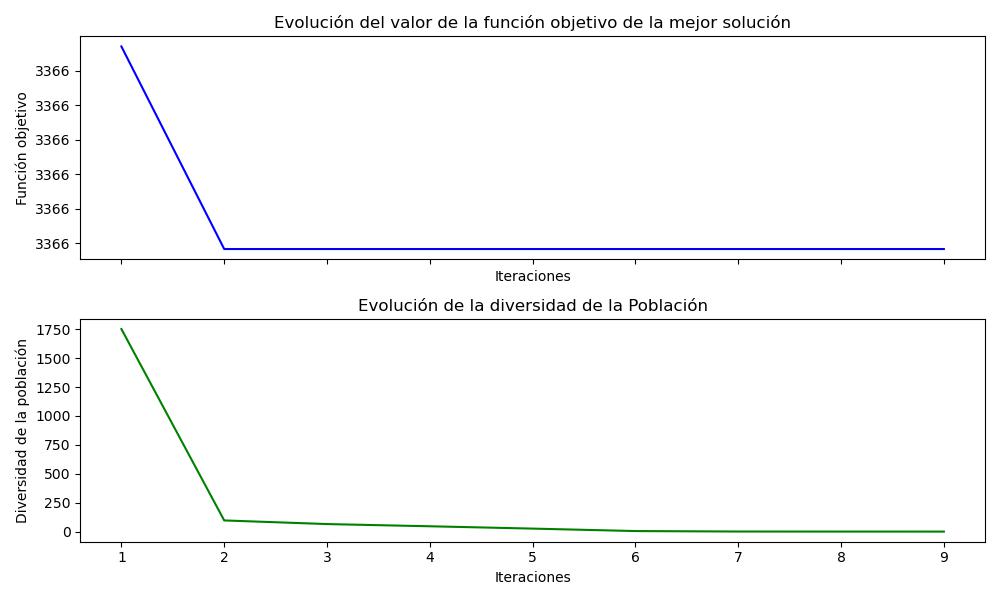 Evolución del valor de la función objetivo de la mejor solución
Función objetivo
3366
3366
3366
3366
3366
3366
Iteraciones
Evolución de la diversidad de la Población
Diversidad de la población
1750
1500
1250
1000
750
500
250
0
1 2 3 4 5 6 7 8 9
Iteraciones